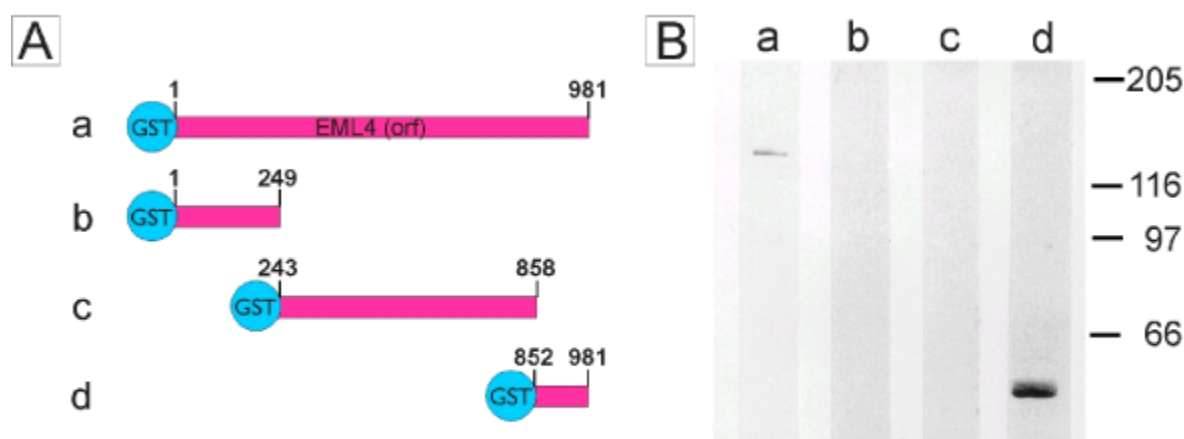 A
1 981
a GST EML4 (orf)
1 249
b GST
243 858
c GST
852 981
d GST
B a b c d
205
116
97
66